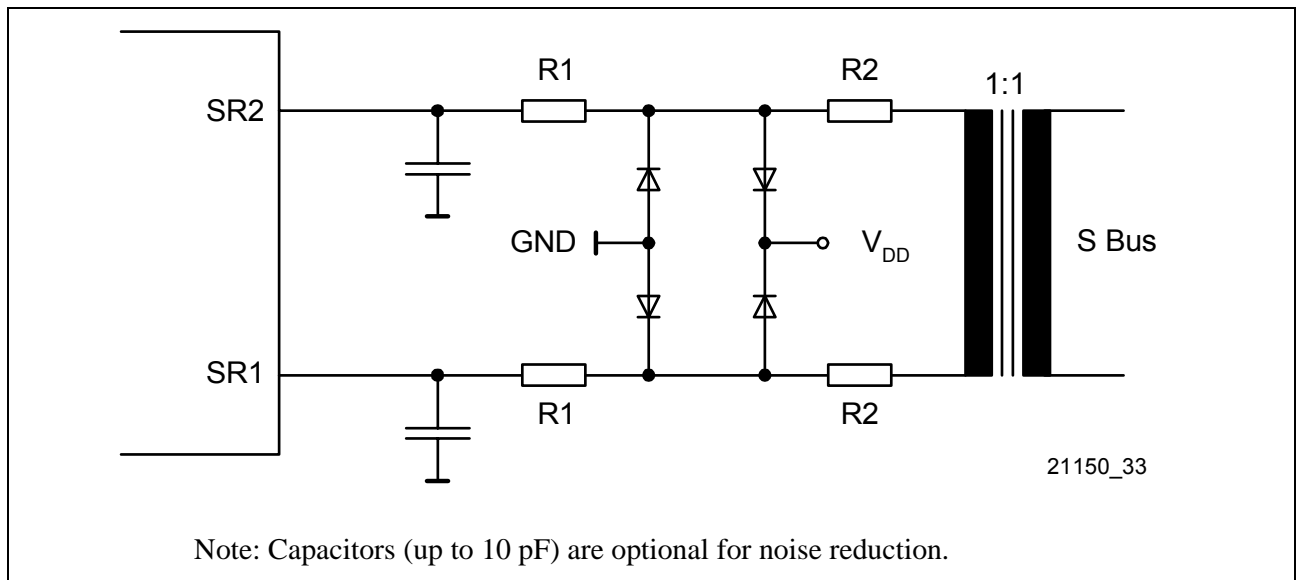 R1
R2
1:1
SR2
GND
V_DD
S Bus
SR1
R1
R2
21150_33
Note: Capacitors (up to 10 pF) are optional for noise reduction.